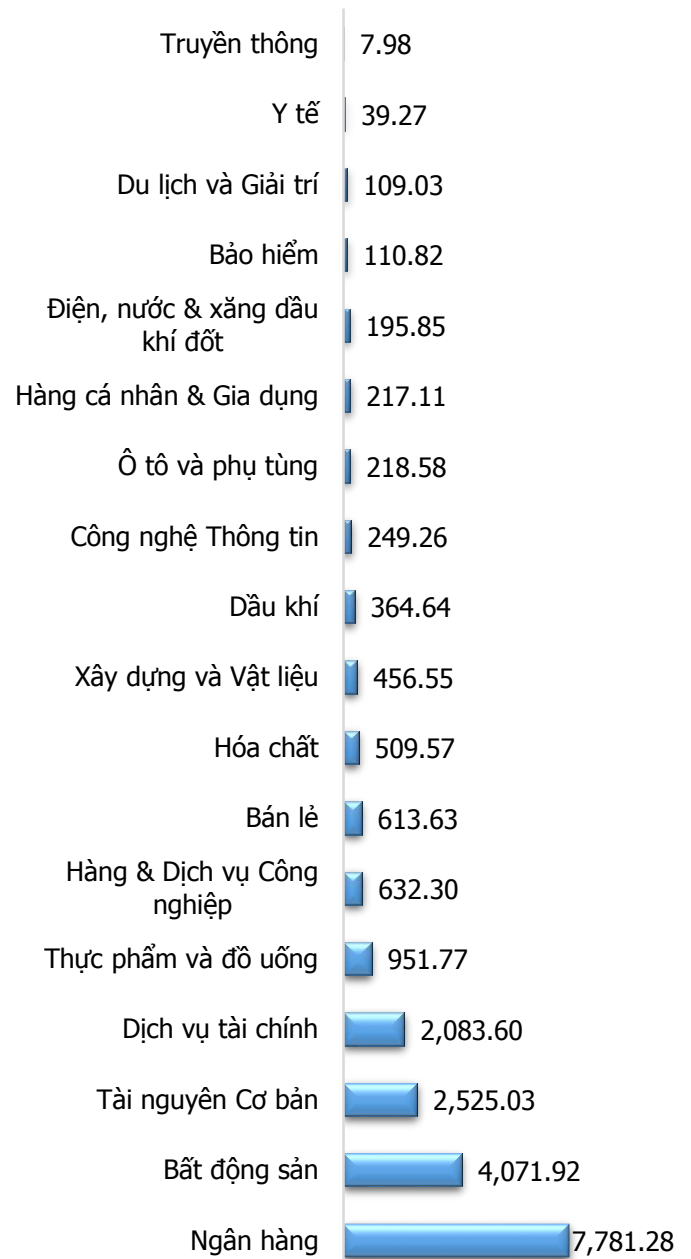 Truyền thông 7.98
Y tế 39.27
Du lịch và Giải trí 109.03
Bảo hiểm 110.82
Điện, nước & xăng dầu
khí đốt 195.85
Hàng cá nhân & Gia dụng 217.11
Ô tô và phụ tùng 218.58
Công nghệ Thông tin 249.26
Dầu khí 364.64
Xây dựng và Vật liệu 456.55
Hóa chất 509.57
Bán lẻ 613.63
Hàng & Dịch vụ Công
nghiệp 632.30
Thực phẩm và đồ uống 951.77
Dịch vụ tài chính 2,083.60
Tài nguyên Cơ bản 2,525.03
Bất động sản 4,071.92
Ngân hàng 7,781.28